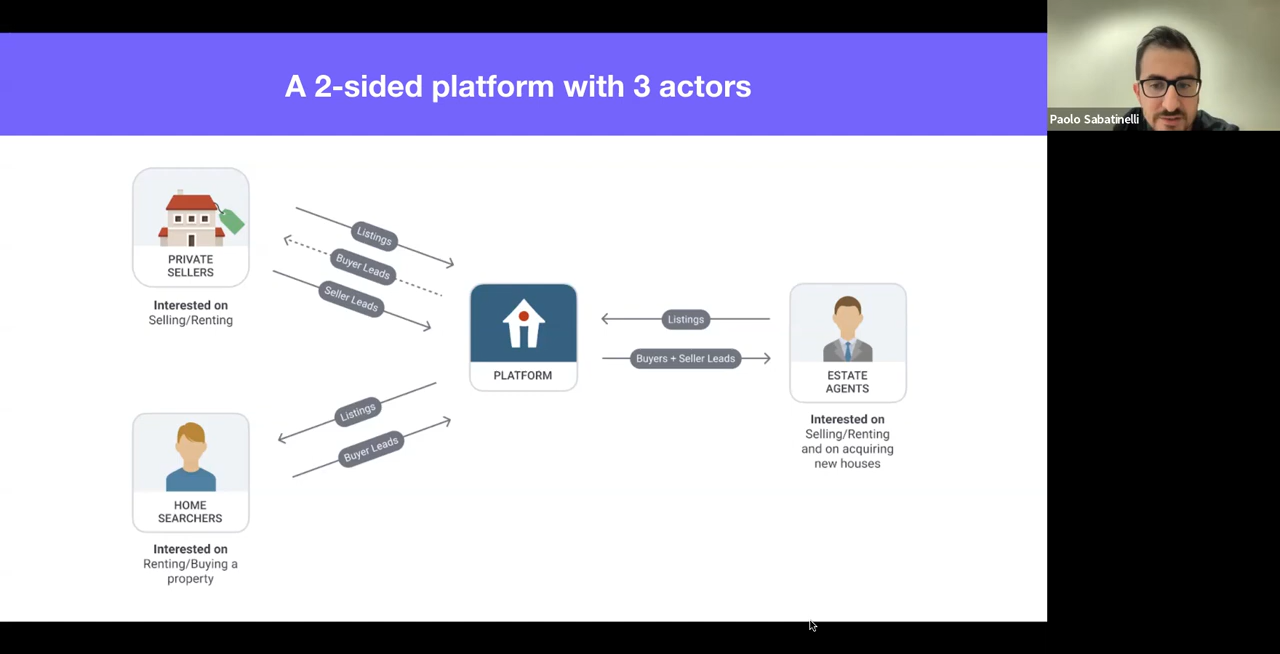 A 2-sided platform with 3 actors
Paolo Sabatinelli
PRIVATE
SELLERS
Interested on
Selling/Renting
Listings
Buyer Leads
Seller Leads
PLATFORM
Listings
Buyers + Seller Leads
ESTATE
AGENTS
Interested on
Selling/Renting
and on acquiring
new houses
Listings
Buyer Leads
HOME
SEARCHERS
Interested on
Renting/Buying a
property